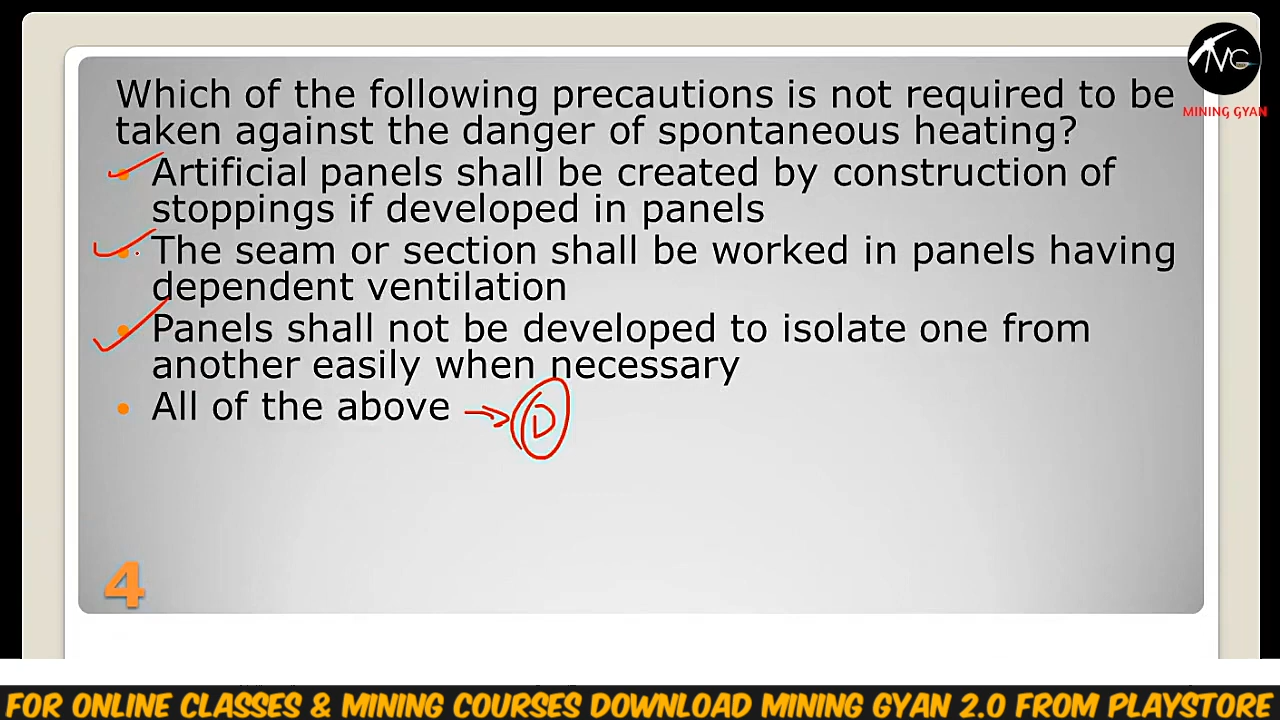 MC
MINING GYAN
Which of the following precautions is not required to be
taken against the danger of spontaneous heating?
Artificial panels shall be created by construction of
stoppings if developed in panels
The seam or section shall be worked in panels having
dependent ventilation
Panels shall not be developed to isolate one from
another easily when necessary
All of the above → D
4
FOR ONLINE CLASSES & MINING COURSES DOWNLOAD MINING GYAN 2.0 FROM PLAYSTORE